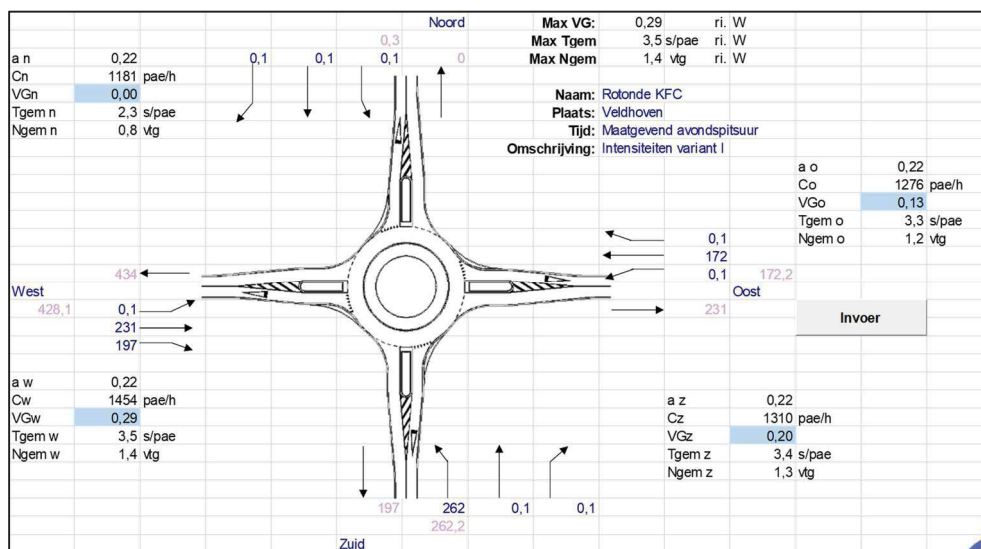 Noord Max VG: 0,29 ri. W
0,3 Max Tgem 3,5 s/pae ri. W
a n 0,22 0,1 0,1 0,1 0 Max Ngem 1,4 vtg ri. W
Cn 1181 pae/h
VGn 0,00 Naam: Rotonde KFC
Tgem n 2,3 s/pae Plaats: Veldhoven
Ngem n 0,8 vtg Tijd: Maatgevend avondspitsuur
Omschrijving: Intensiteiten variant I
a o 0,22
Co 1276 pae/h
VGo 0,13
Tgem o 3,3 s/pae
Ngem o 1,2 vtg
0,1
172
434 0,1 172,2
West Oost
428,1 0,1 231
231 Invoer
197
a w 0,22
Cw 1454 pae/h
VGw 0,29
Tgem w 3,5 s/pae
Ngem w 1,4 vtg
a z 0,22
Cz 1310 pae/h
VGz 0,20
Tgem z 3,4 s/pae
Ngem z 1,3 vtg
197 262 0,1 0,1
262,2
Zuid